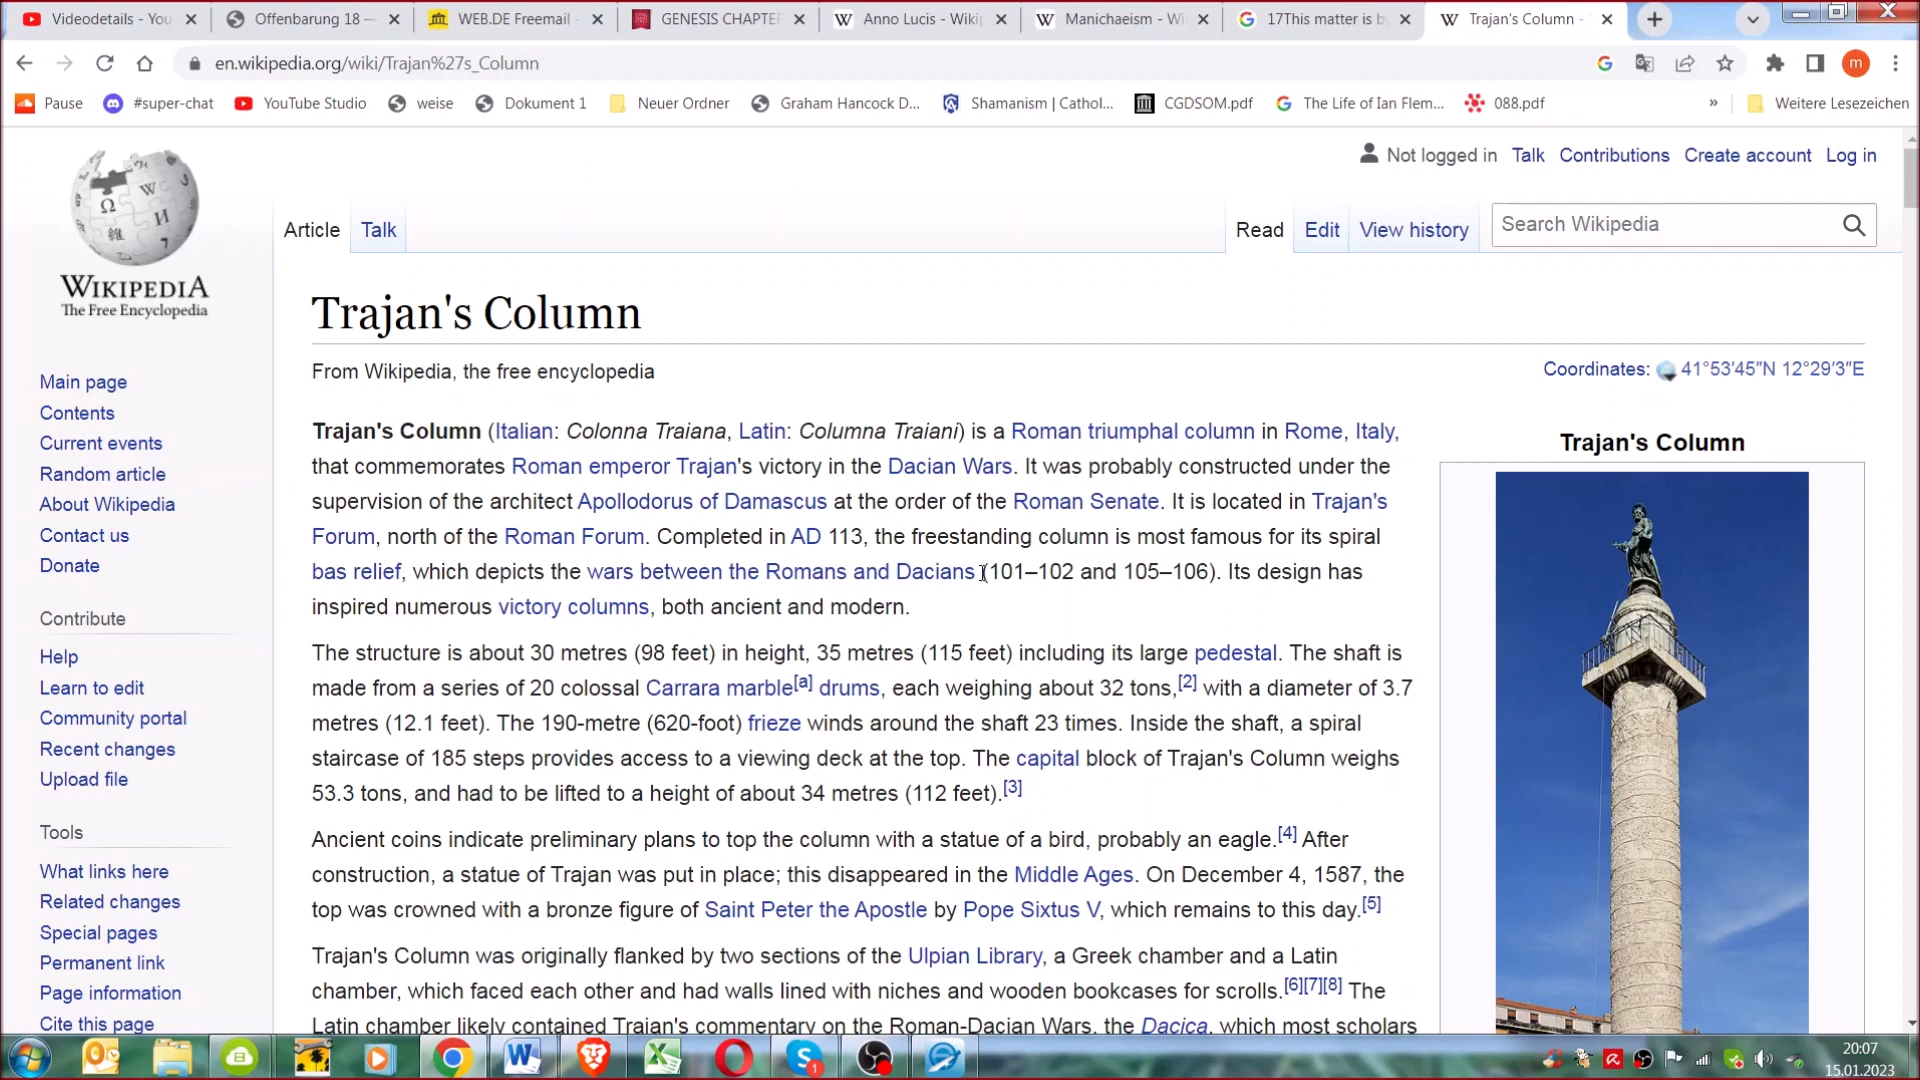 Videodetails - You
Offenbarung 18 —
WEB.DE Freemail -
GENESIS CHAPTER
Anno Lucis - Wikip
Manichaeism - Wi
17This matter is by
Trajan's Column -
en.wikipedia.org/wiki/Trajan%27s_Column
m
Pause
#super-chat
YouTube Studio
weise
Dokument 1
Neuer Ordner
Graham Hancock D...
Shamanism | Cathol...
CGDSOM.pdf
The Life of Ian Flem...
088.pdf
»
Weitere Lesezeichen
Not logged in Talk Contributions Create account Log in
WIKIPEDIA
The Free Encyclopedia
Article Talk
Read Edit View history
Search Wikipedia
Trajan's Column
From Wikipedia, the free encyclopedia
Coordinates: 41°53′45″N 12°29′3″E
Main page
Contents
Current events
Random article
About Wikipedia
Contact us
Donate
Contribute
Help
Learn to edit
Community portal
Recent changes
Upload file
Tools
What links here
Related changes
Special pages
Permanent link
Page information
Cite this page
Trajan's Column (Italian: Colonna Traiana, Latin: Columna Traiani) is a Roman triumphal column in Rome, Italy,
that commemorates Roman emperor Trajan's victory in the Dacian Wars. It was probably constructed under the
supervision of the architect Apollodorus of Damascus at the order of the Roman Senate. It is located in Trajan's
Forum, north of the Roman Forum. Completed in AD 113, the freestanding column is most famous for its spiral
bas relief, which depicts the wars between the Romans and Dacians (101–102 and 105–106). Its design has
inspired numerous victory columns, both ancient and modern.
The structure is about 30 metres (98 feet) in height, 35 metres (115 feet) including its large pedestal. The shaft is
made from a series of 20 colossal Carrara marble[a] drums, each weighing about 32 tons,[2] with a diameter of 3.7
metres (12.1 feet). The 190-metre (620-foot) frieze winds around the shaft 23 times. Inside the shaft, a spiral
staircase of 185 steps provides access to a viewing deck at the top. The capital block of Trajan's Column weighs
53.3 tons, and had to be lifted to a height of about 34 metres (112 feet).[3]
Ancient coins indicate preliminary plans to top the column with a statue of a bird, probably an eagle.[4] After
construction, a statue of Trajan was put in place; this disappeared in the Middle Ages. On December 4, 1587, the
top was crowned with a bronze figure of Saint Peter the Apostle by Pope Sixtus V, which remains to this day.[5]
Trajan's Column was originally flanked by two sections of the Ulpian Library, a Greek chamber and a Latin
chamber, which faced each other and had walls lined with niches and wooden bookcases for scrolls.[6][7][8] The
Latin chamber likely contained Trajan's commentary on the Roman-Dacian Wars, the Dacica, which most scholars
Trajan's Column
20:07
15.01.2023